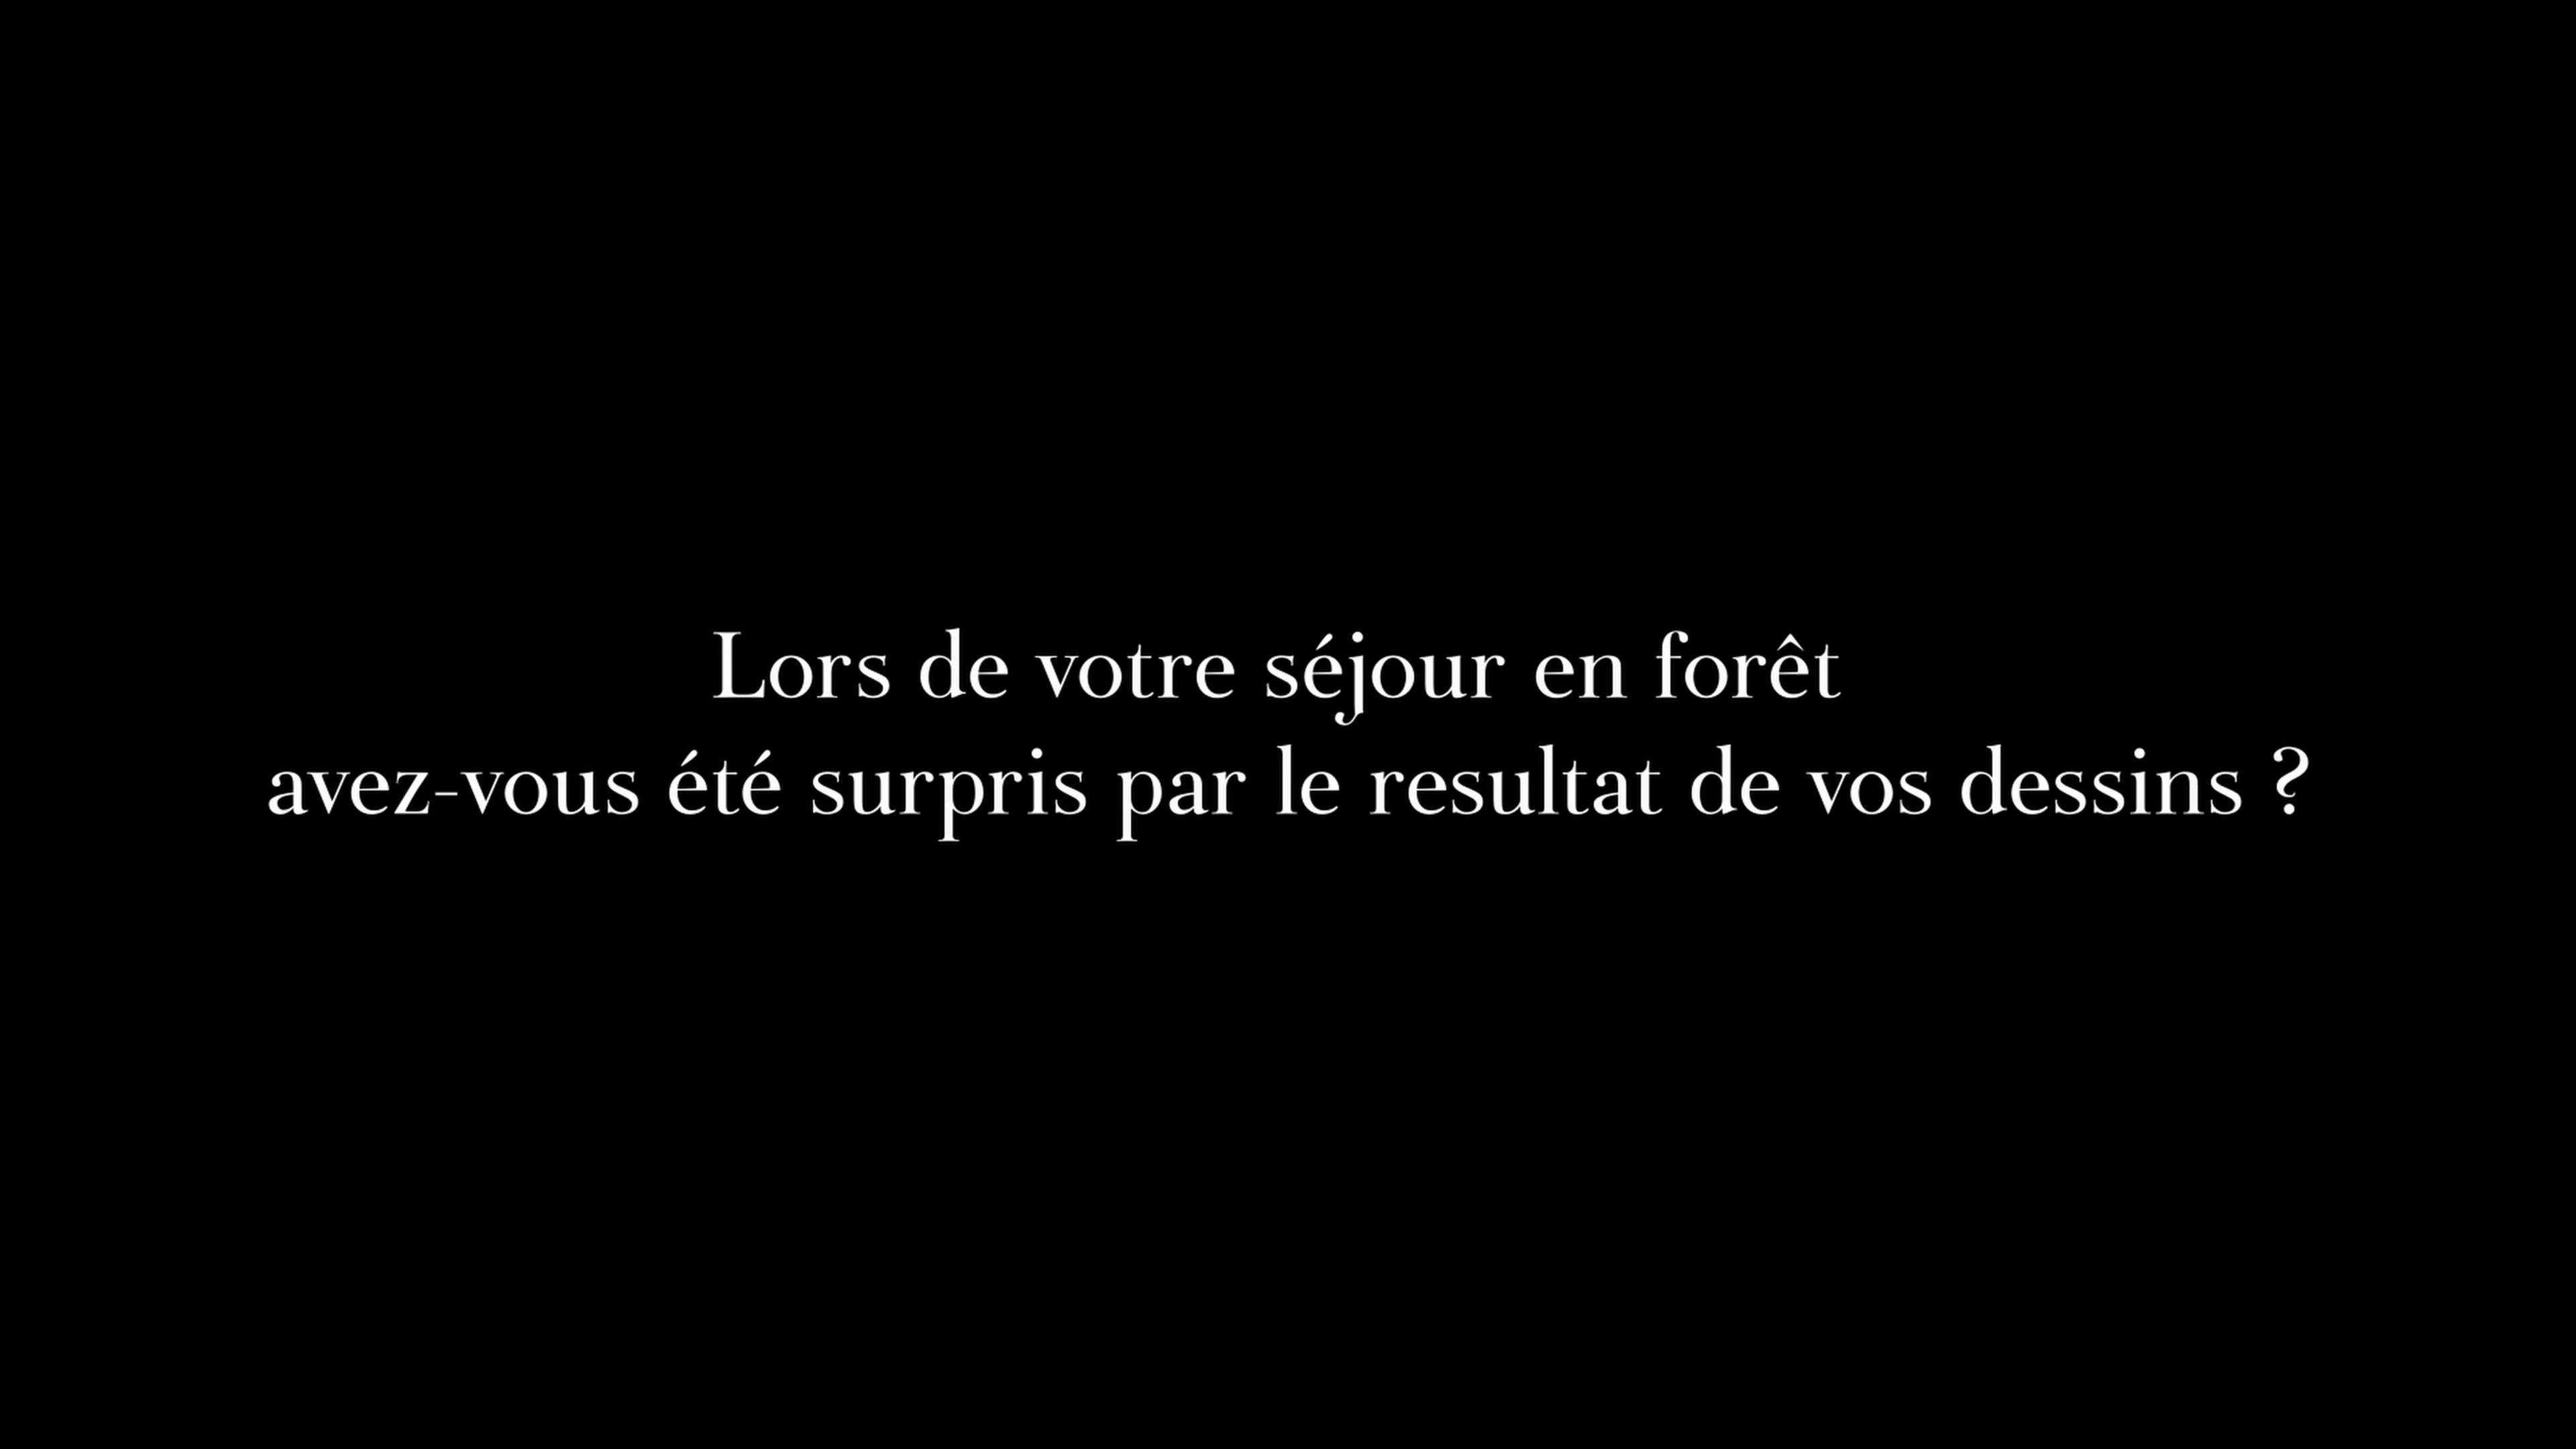 Lors de votre séjour en forêt
avez-vous été surpris par le resultat de vos dessins ?